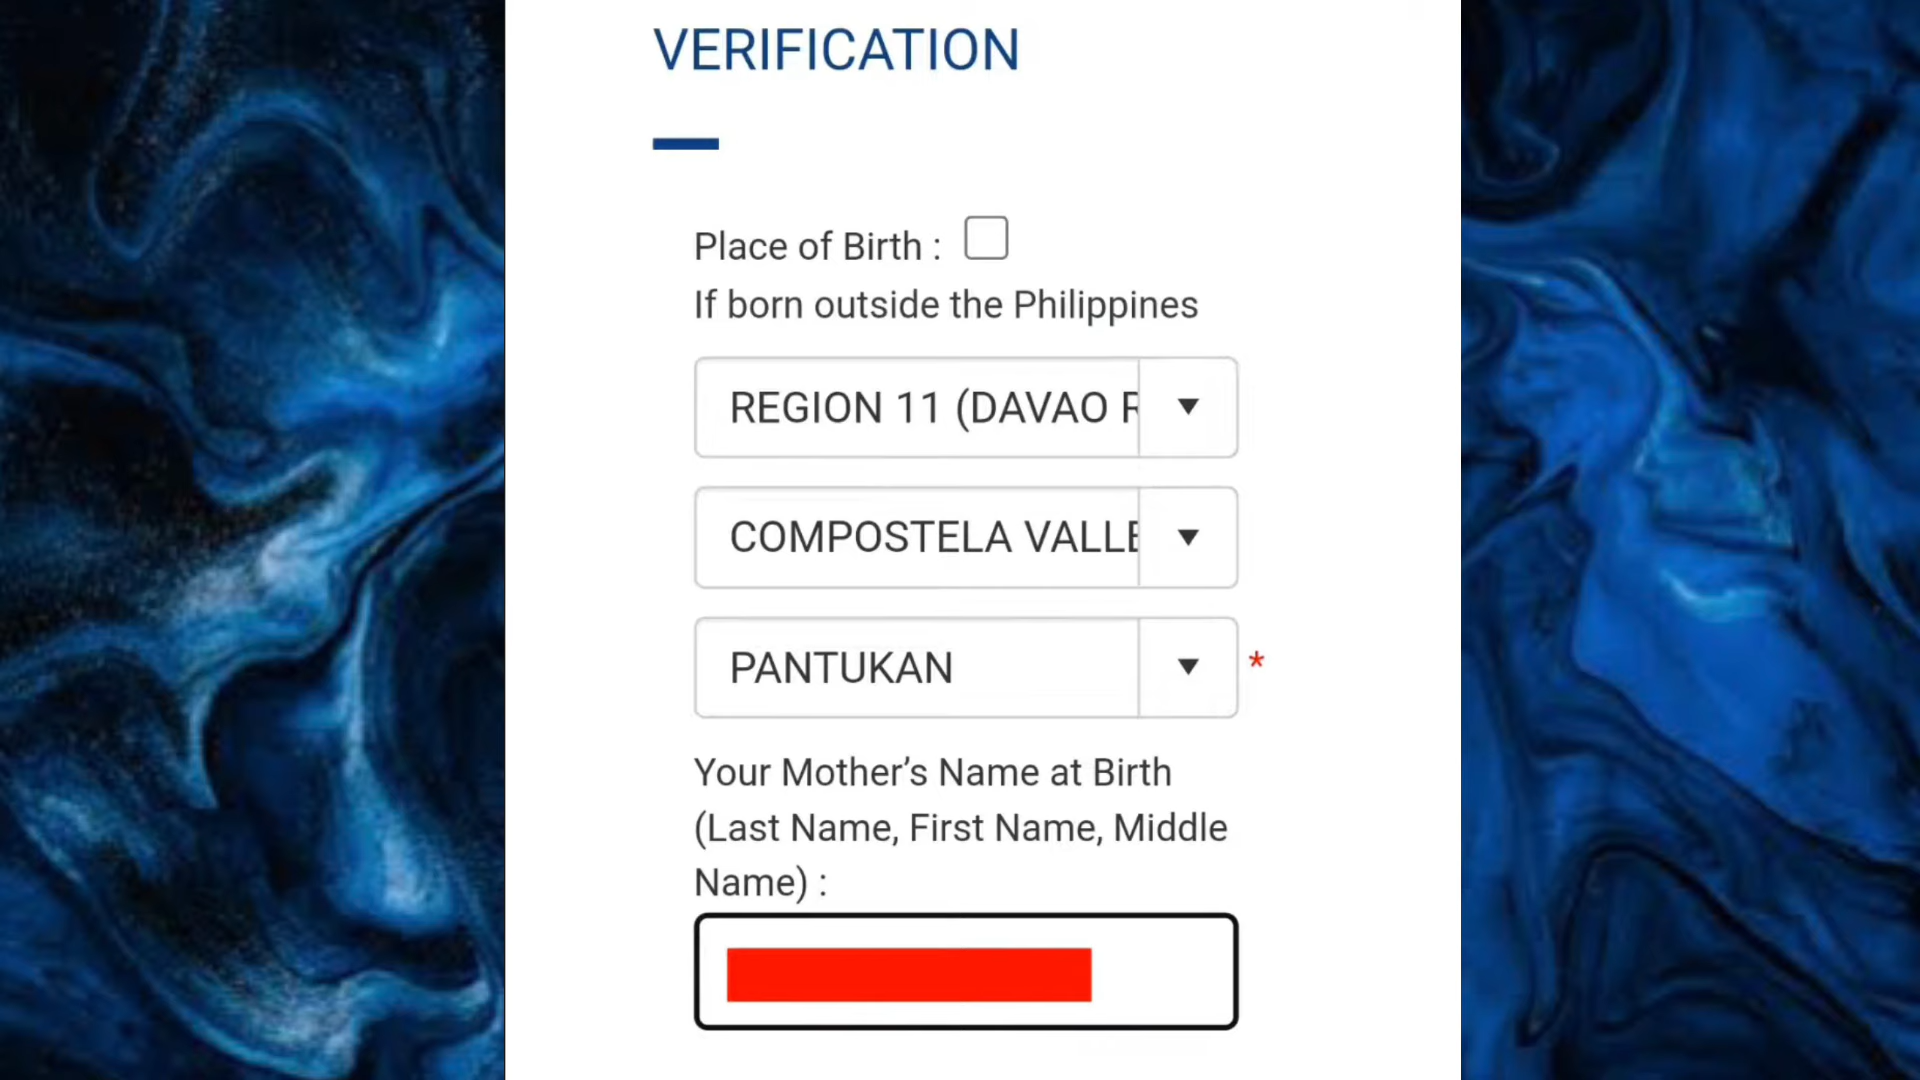 VERIFICATION
Place of Birth :
If born outside the Philippines
REGION 11 (DAVAO R
COMPOSTELA VALLE
PANTUKAN
*
Your Mother’s Name at Birth
(Last Name, First Name, Middle
Name) :